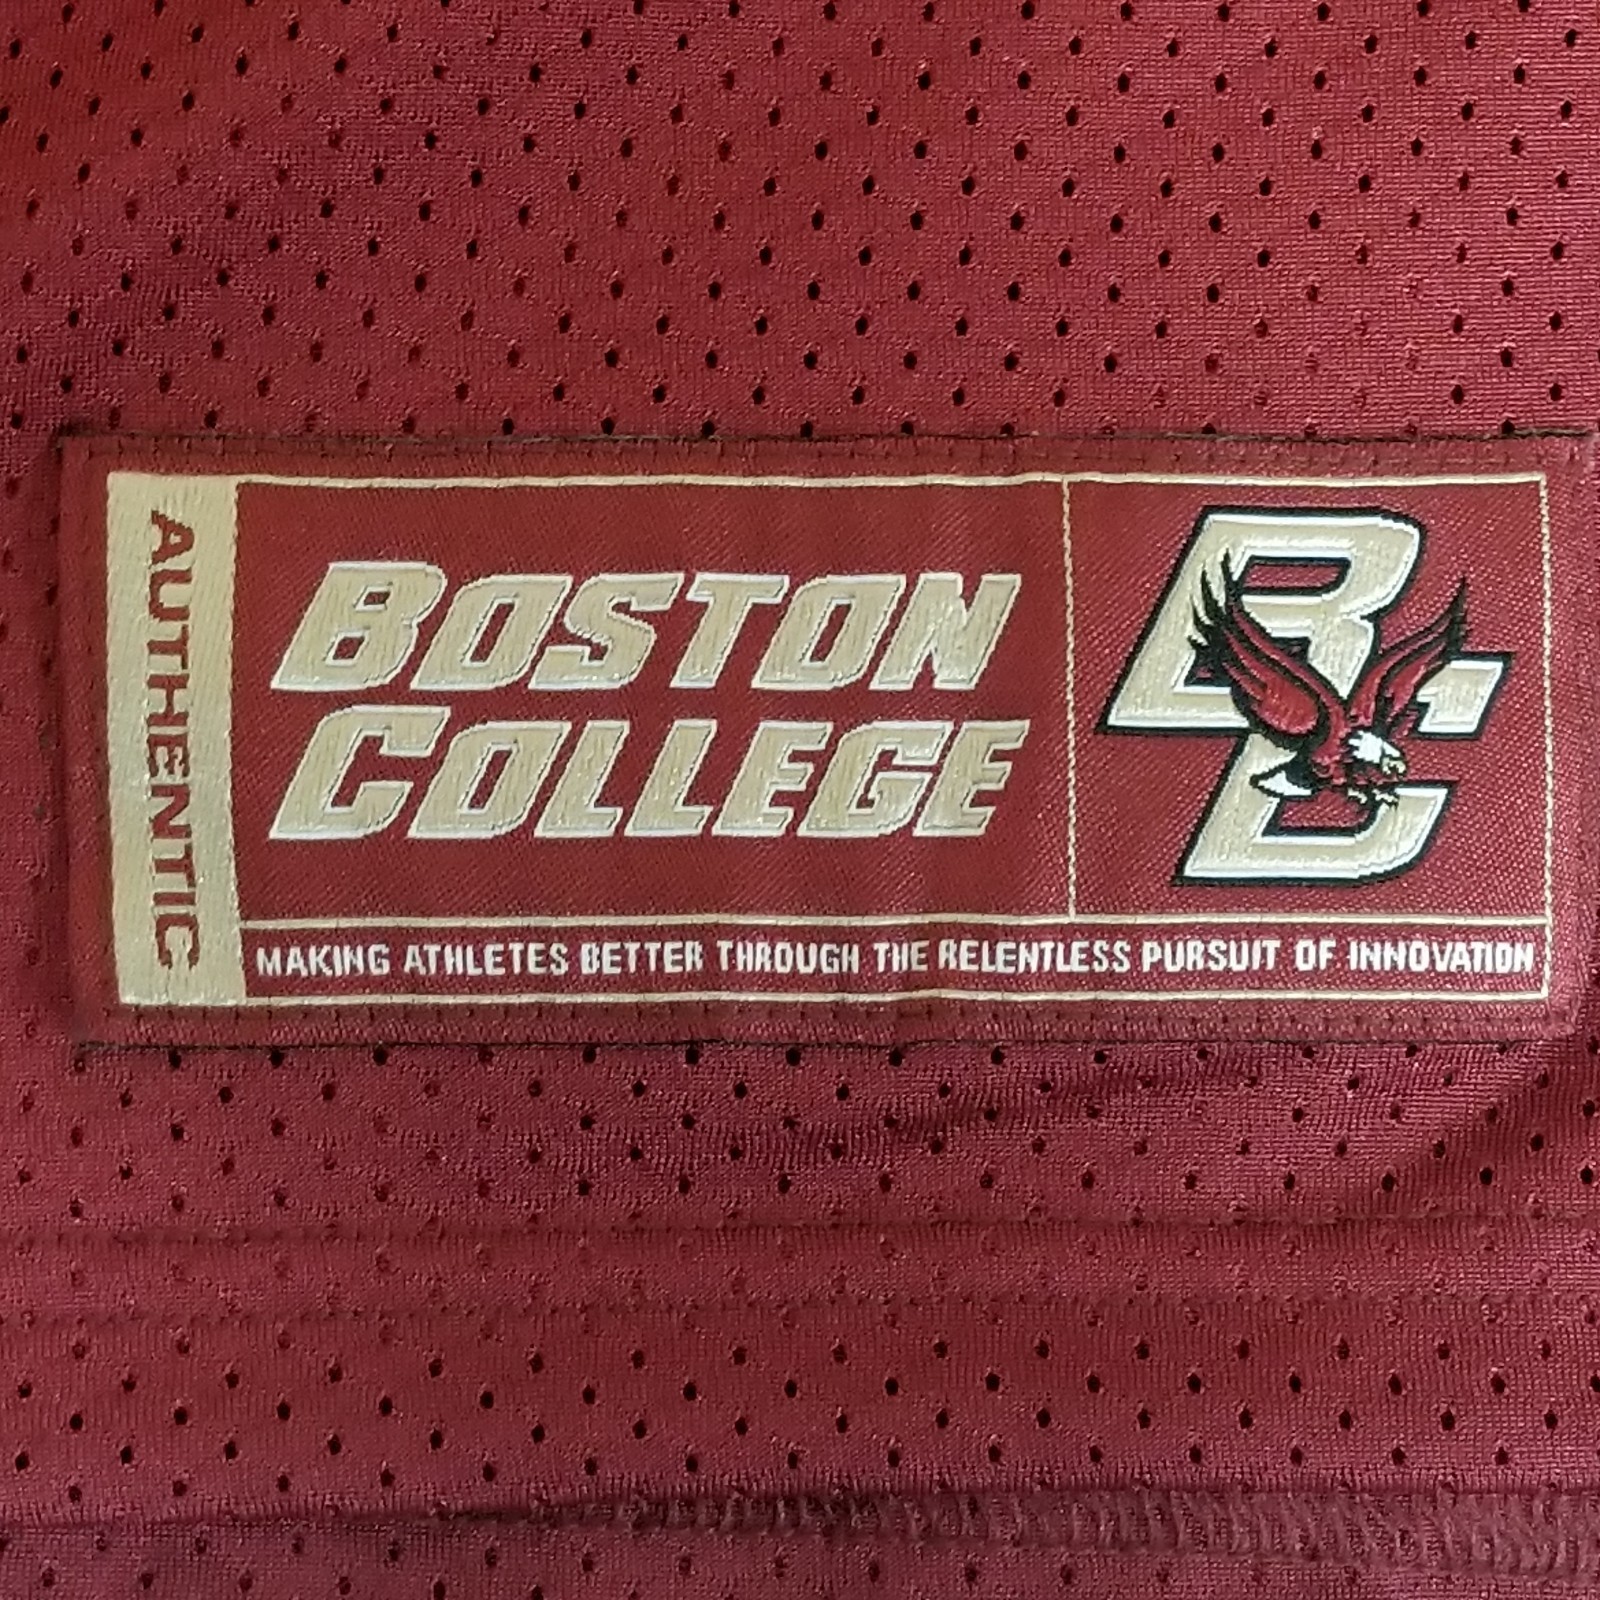 AUTHENTIC
BOSTON
COLLEGE
BC
MAKING ATHLETES BETTER THROUGH THE RELENTLESS PURSUIT OF INNOVATION